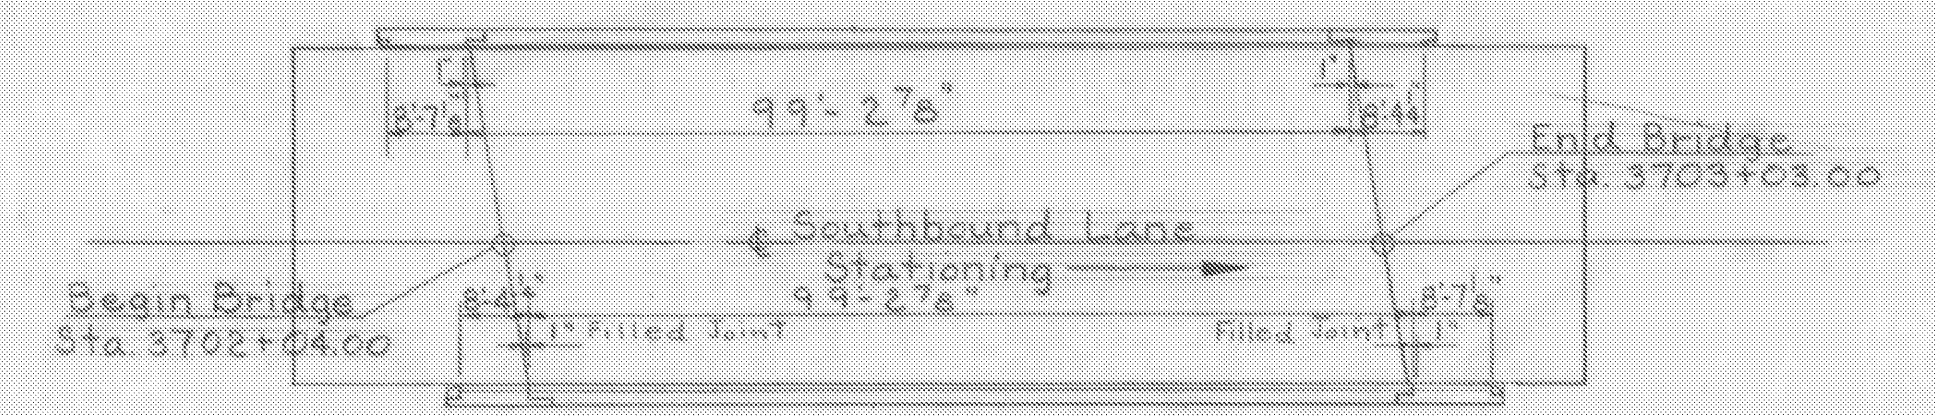 1"
1"
8'-7⅛"
99'-2⅞"
8'-4¼"
End Bridge
Sta. 3703+03.00
℄ Southbound Lane
Stationing
Begin Bridge
Sta. 3702+04.00
8'-4¼"
99'-2⅞"
8'-7⅛"
1" Filled Joint
Filled Joint 1"